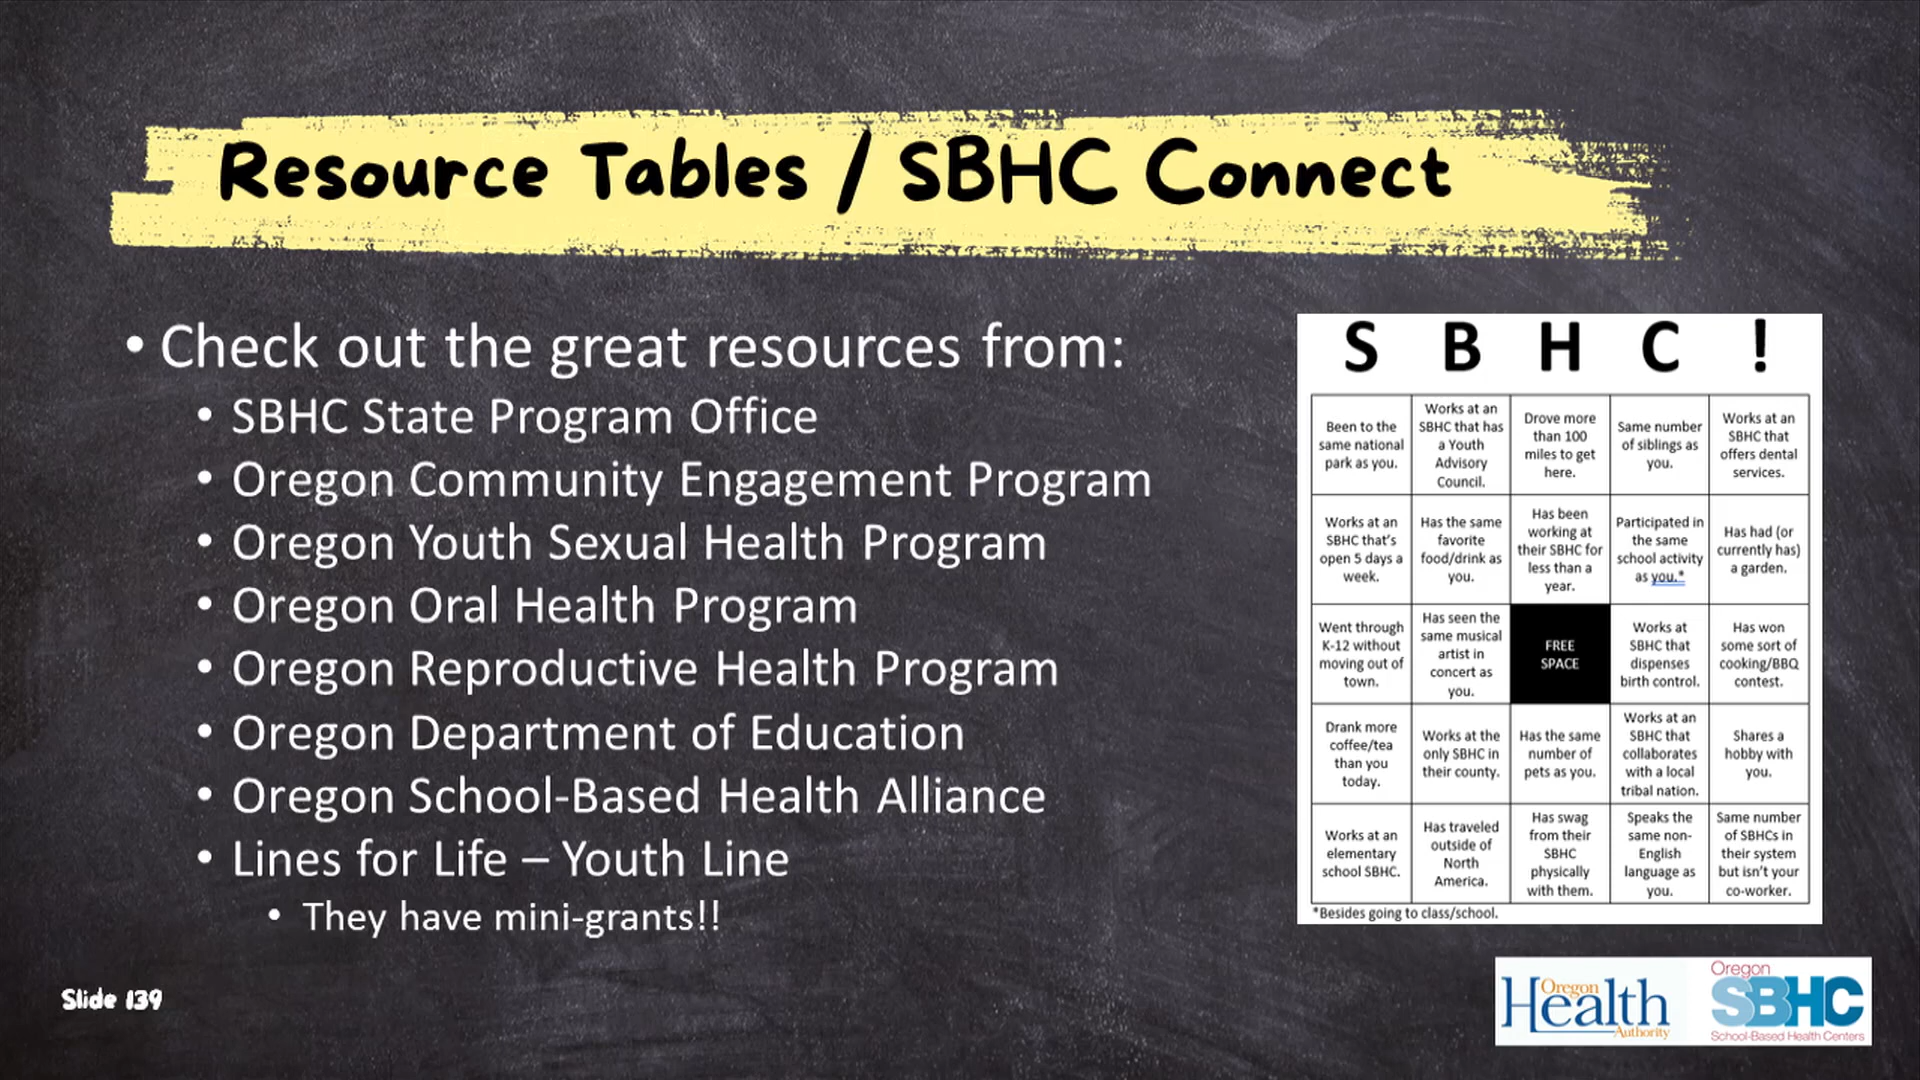 Resource Tables / SBHC Connect
• Check out the great resources from:
• SBHC State Program Office
• Oregon Community Engagement Program
• Oregon Youth Sexual Health Program
• Oregon Oral Health Program
• Oregon Reproductive Health Program
• Oregon Department of Education
• Oregon School-Based Health Alliance
• Lines for Life – Youth Line
• They have mini-grants!!
S B H C !
Been to the
same national
park as you.
Works at an
SBHC that has
a Youth
Advisory
Council.
Drove more
than 100
miles to get
here.
Same number
of siblings as
you.
Works at an
SBHC that
offers dental
services.
Works at an
SBHC that's
open 5 days a
week.
Has the same
favorite
food/drink as
you.
Has been
working at
their SBHC for
less than a
year.
Participated in
the same
school activity
as you.*
Has had (or
currently has)
a garden.
Went through
K-12 without
moving out of
town.
Has seen the
same musical
artist in
concert as
you.
FREE
SPACE
Works at
SBHC that
dispenses
birth control.
Has won
some sort of
cooking/BBQ
contest.
Drank more
coffee/tea
than you
today.
Works at the
only SBHC in
their county.
Has the same
number of
pets as you.
Works at an
SBHC that
collaborates
with a local
tribal nation.
Shares a
hobby with
you.
Works at an
elementary
school SBHC.
Has traveled
outside of
North
America.
Has swag
from their
SBHC
physically
with them.
Speaks the
same non-
English
language as
you.
Same number
of SBHCs in
their system
but isn't your
co-worker.
*Besides going to class/school.
Slide 139
Oregon
Health
Authority
Oregon
SBHC
School-Based Health Centers